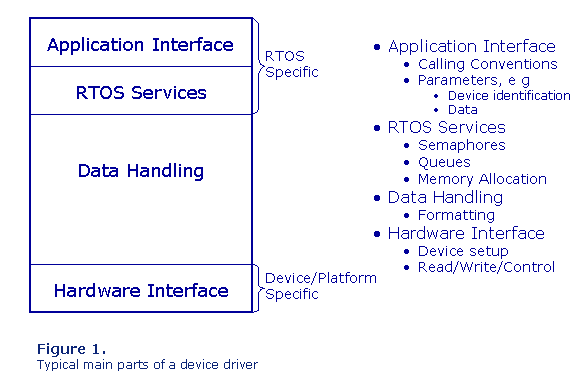 Application Interface
RTOS Services
RTOS
Specific
Data Handling
Hardware Interface
Device/Platform
Specific
• Application Interface
• Calling Conventions
• Parameters, e g
• Device identification
• Data
• RTOS Services
• Semaphores
• Queues
• Memory Allocation
• Data Handling
• Formatting
• Hardware Interface
• Device setup
• Read/Write/Control
Figure 1.
Typical main parts of a device driver